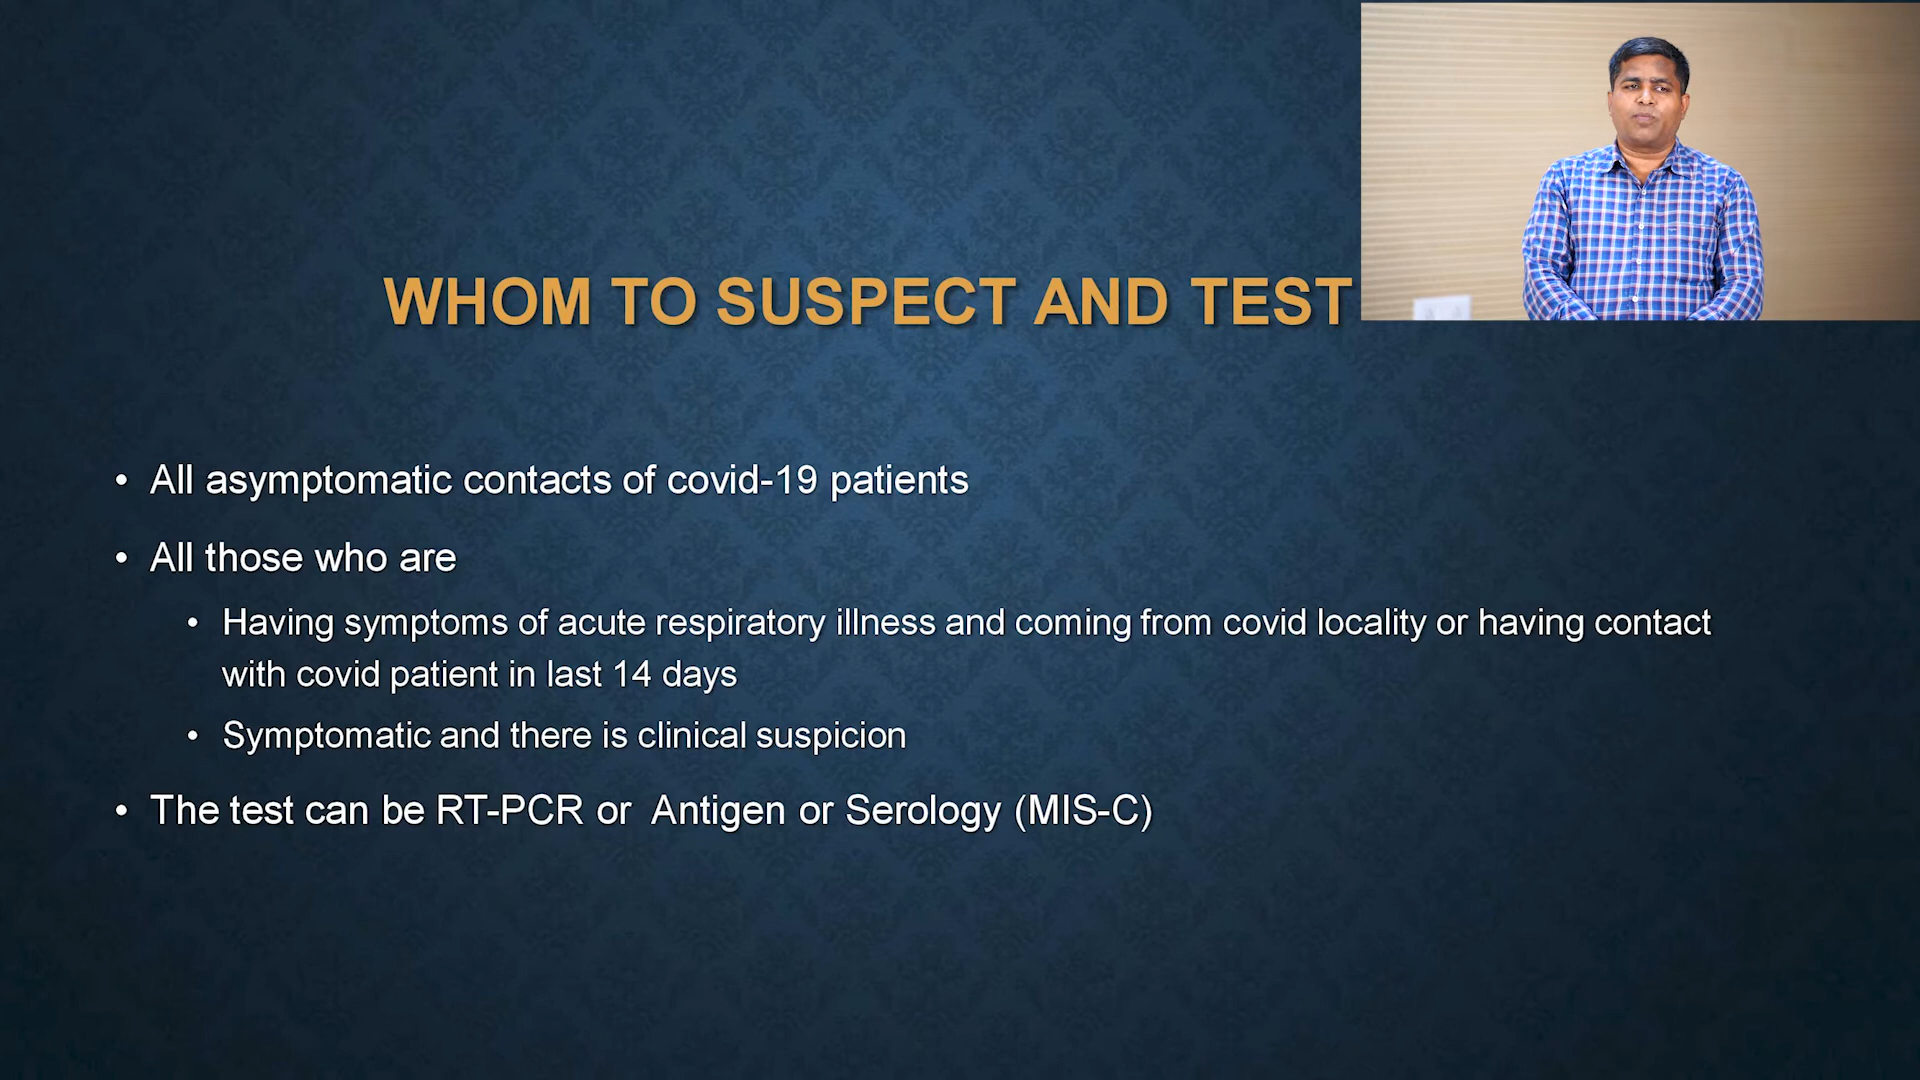 WHOM TO SUSPECT AND TEST
• All asymptomatic contacts of covid-19 patients
• All those who are
• Having symptoms of acute respiratory illness and coming from covid locality or having contact
with covid patient in last 14 days
• Symptomatic and there is clinical suspicion
• The test can be RT-PCR or  Antigen or Serology (MIS-C)